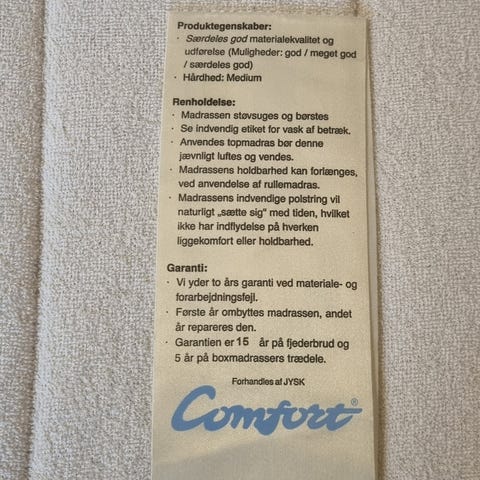 Produktegenskaber:
· Særdeles god materialekvalitet og
udførelse (Muligheder: god / meget god
/ særdeles god)
· Hårdhed: Medium
Renholdelse:
· Madrassen støvsuges og børstes
· Se indvendig etiket for vask af betræk.
· Anvendes topmadras bør denne
jævnligt luftes og vendes.
· Madrassens holdbarhed kan forlænges,
ved anvendelse af rullemadras.
· Madrassens indvendige polstring vil
naturligt „sætte sig" med tiden, hvilket
ikke har indflydelse på hverken
liggekomfort eller holdbarhed.
Garanti:
· Vi yder to års garanti ved materiale- og
forarbejdningsfejl.
· Første år ombyttes madrassen, andet
år repareres den.
· Garantien er 15 år på fjederbrud og
5 år på boxmadrassers trædele.
Forhandles af JYSK
Comfort®